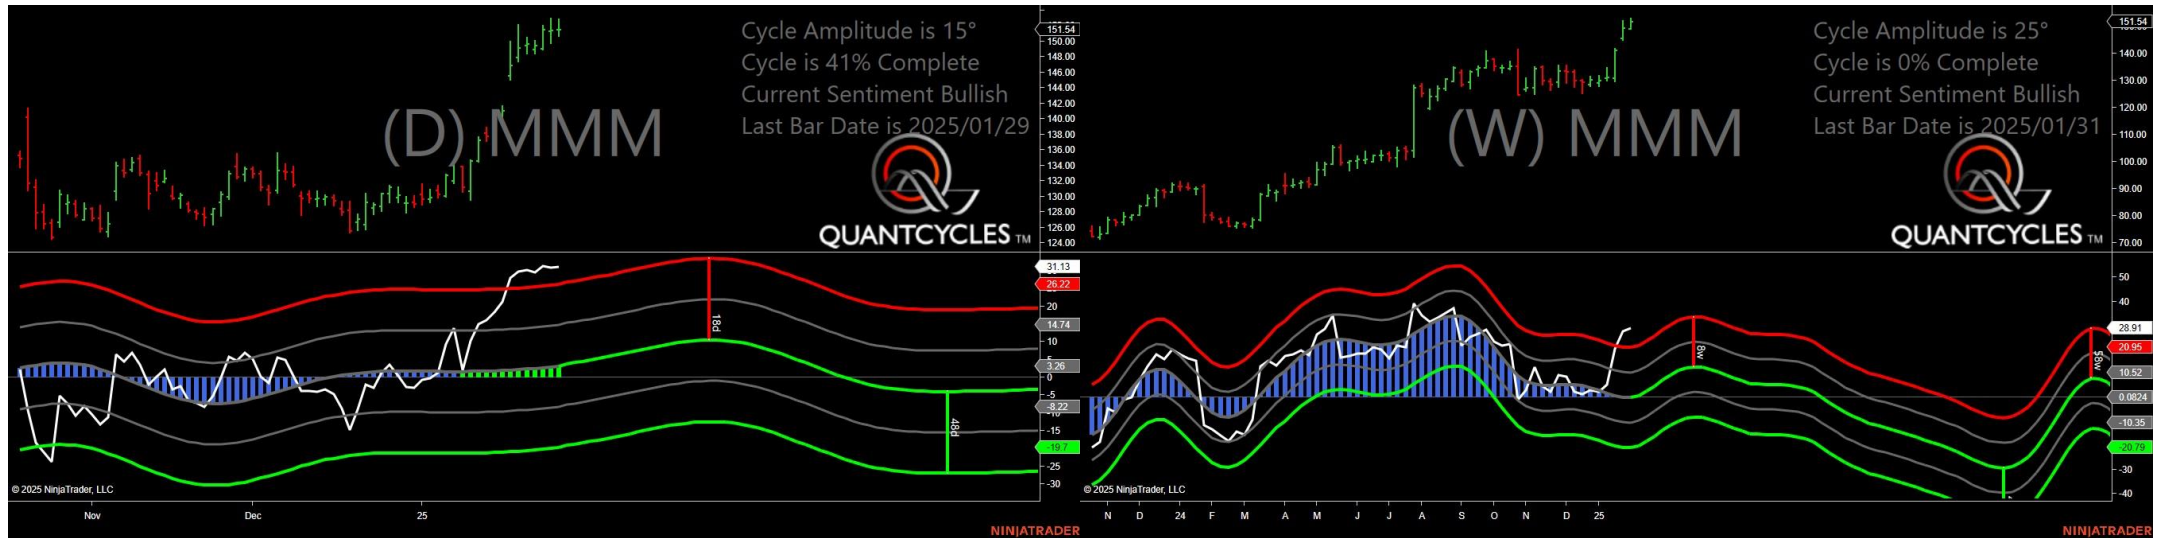 Cycle Amplitude is 15°
Cycle is 41% Complete
Current Sentiment Bullish
Last Bar Date is 2025/01/29
(D) MMM
QUANTCYCLES TM
151.54
150.00
148.00
146.00
144.00
142.00
140.00
138.00
136.00
134.00
132.00
130.00
128.00
126.00
124.00
31.13
26.22
20
14.74
10
3.26
0
-5
-8.22
-15
-19.7
-25
-30
18d
48d
© 2025 NinjaTrader, LLC
Nov Dec 25
NINJATRADER
Cycle Amplitude is 25°
Cycle is 0% Complete
Current Sentiment Bullish
Last Bar Date is 2025/01/31
(W) MMM
QUANTCYCLES TM
151.54
140.00
130.00
120.00
110.00
100.00
90.00
80.00
70.00
50
40
28.91
20.95
10.52
0.0824
-10.35
-20.79
-30
-40
8w
© 2025 NinjaTrader, LLC
N D 24 F M A M J J A S O N D 25
NINJATRADER